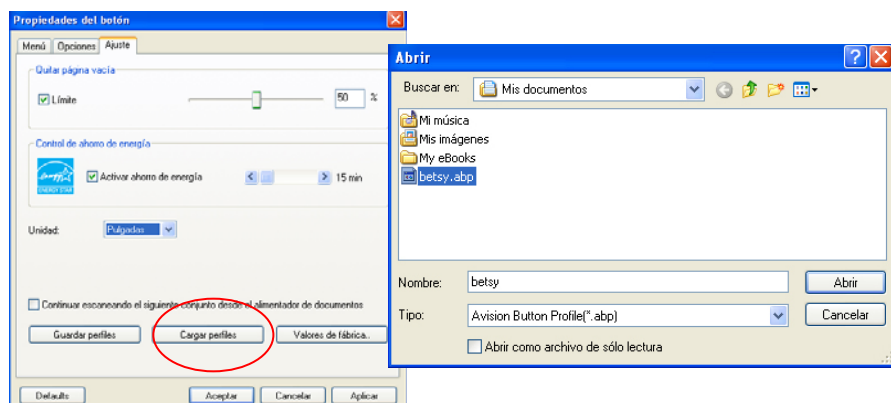 Propiedades del botón
Menú Opciones Ajuste
Quitar página vacía
Límite 50 %
Control de ahorro de energía
ENERGY STAR
Activar ahorro de energía 15 min
Unidad: Pulgadas
Continuar escaneando el siguiente conjunto desde el alimentador de documentos
Guardar perfiles Cargar perfiles Valores de fábrica..
Defaults Aceptar Cancelar Aplicar
Abrir
Buscar en: Mis documentos
Mi música
Mis imágenes
My eBooks
betsy.abp
Nombre: betsy Abrir
Tipo: Avision Button Profile(*.abp) Cancelar
Abrir como archivo de sólo lectura